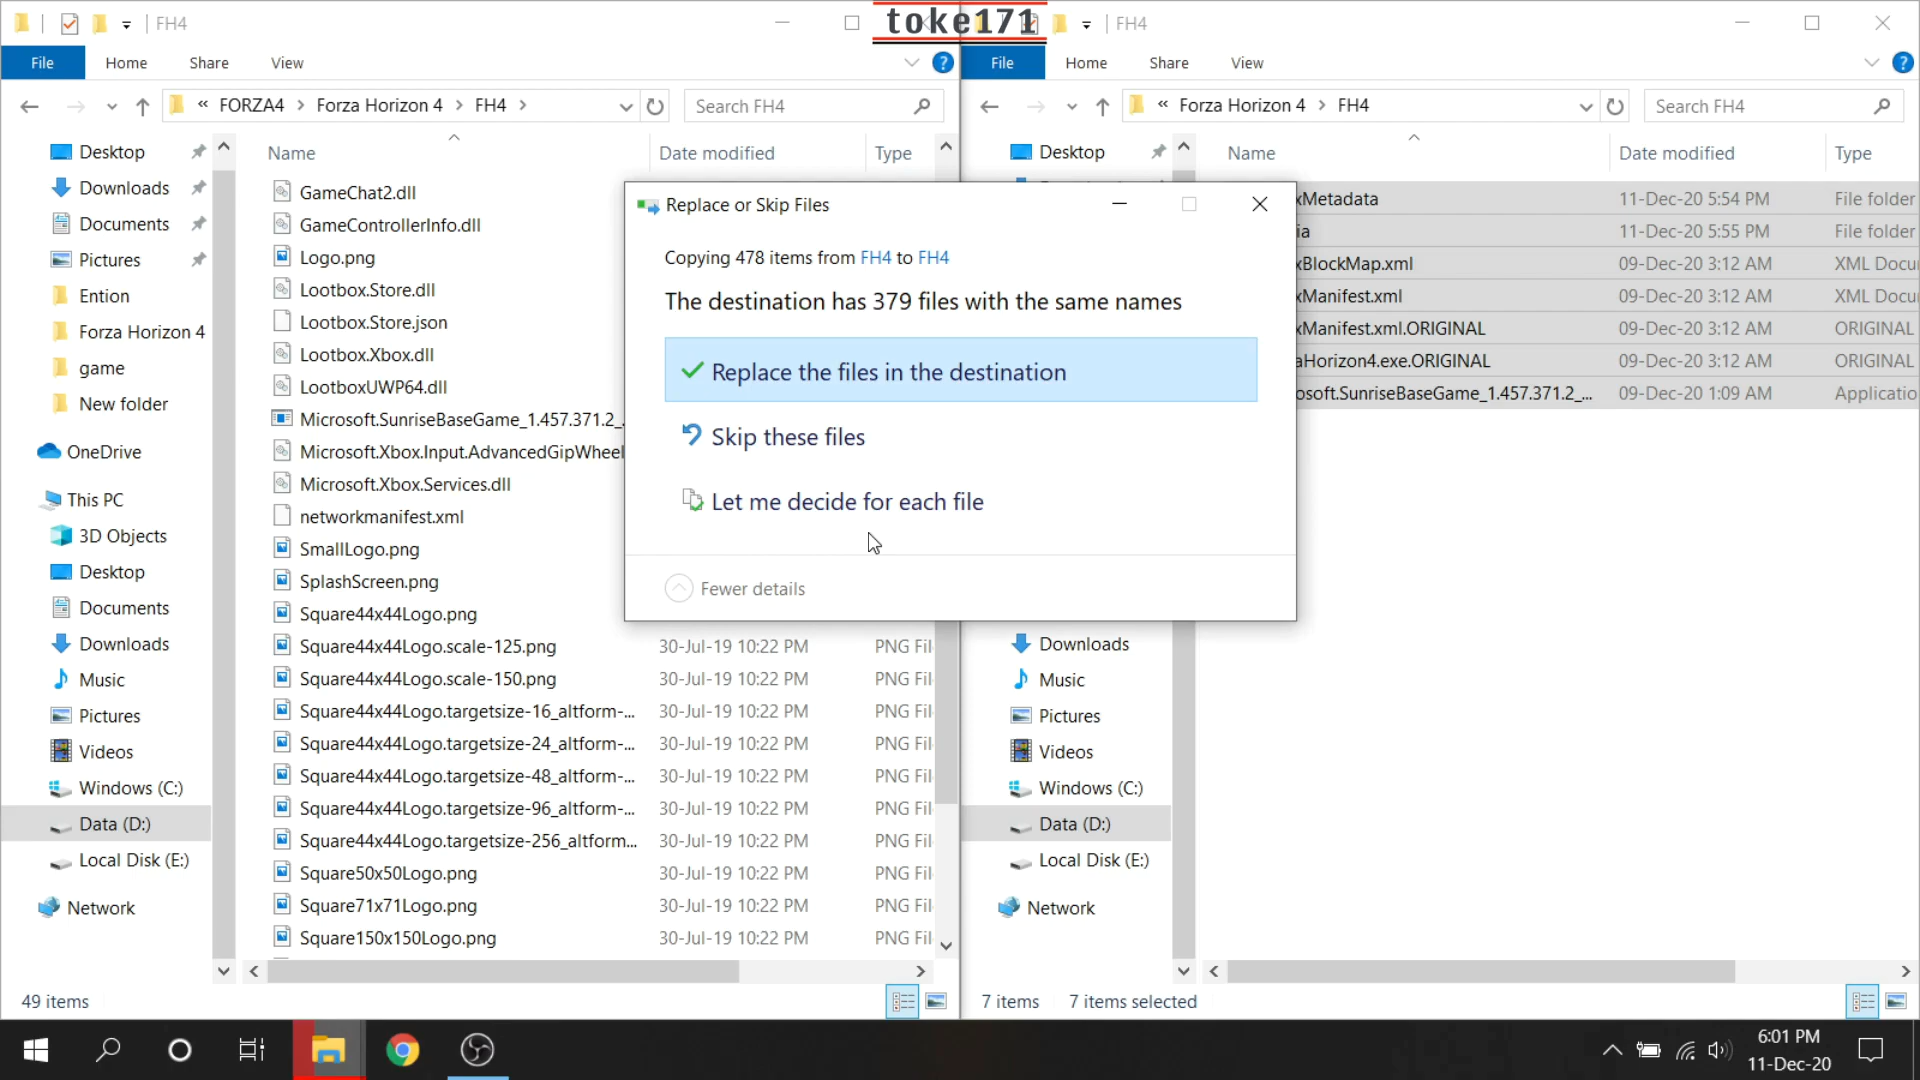 FH4
toke171
FH4
File
Home
Share
View
File
Home
Share
View
« FORZA4 > Forza Horizon 4 > FH4 >
Search FH4
« Forza Horizon 4 > FH4
Search FH4
Desktop
Downloads
Documents
Pictures
Ention
Forza Horizon 4
game
New folder
OneDrive
This PC
3D Objects
Desktop
Documents
Downloads
Music
Pictures
Videos
Windows (C:)
Data (D:)
Local Disk (E:)
Network
Name
Date modified
Type
GameChat2.dll
GameControllerInfo.dll
Logo.png
Lootbox.Store.dll
Lootbox.Store.json
Lootbox.Xbox.dll
LootboxUWP64.dll
Microsoft.SunriseBaseGame_1.457.371.2_
Microsoft.Xbox.Input.AdvancedGipWheel
Microsoft.Xbox.Services.dll
networkmanifest.xml
SmallLogo.png
SplashScreen.png
Square44x44Logo.png
Square44x44Logo.scale-125.png 30-Jul-19 10:22 PM PNG Fil
Square44x44Logo.scale-150.png 30-Jul-19 10:22 PM PNG Fil
Square44x44Logo.targetsize-16_altform-... 30-Jul-19 10:22 PM PNG Fil
Square44x44Logo.targetsize-24_altform-... 30-Jul-19 10:22 PM PNG Fil
Square44x44Logo.targetsize-48_altform-... 30-Jul-19 10:22 PM PNG Fil
Square44x44Logo.targetsize-96_altform-... 30-Jul-19 10:22 PM PNG Fil
Square44x44Logo.targetsize-256_altform... 30-Jul-19 10:22 PM PNG Fil
Square50x50Logo.png 30-Jul-19 10:22 PM PNG Fil
Square71x71Logo.png 30-Jul-19 10:22 PM PNG Fil
Square150x150Logo.png 30-Jul-19 10:22 PM PNG Fil
49 items
Replace or Skip Files
Copying 478 items from FH4 to FH4
The destination has 379 files with the same names
Replace the files in the destination
Skip these files
Let me decide for each file
Fewer details
Desktop
Downloads
Music
Pictures
Videos
Windows (C:)
Data (D:)
Local Disk (E:)
Network
Name
Date modified
Type
xMetadata 11-Dec-20 5:54 PM File folder
ia 11-Dec-20 5:55 PM File folder
xBlockMap.xml 09-Dec-20 3:12 AM XML Docu
xManifest.xml 09-Dec-20 3:12 AM XML Docu
xManifest.xml.ORIGINAL 09-Dec-20 3:12 AM ORIGINAL
aHorizon4.exe.ORIGINAL 09-Dec-20 3:12 AM ORIGINAL
osoft.SunriseBaseGame_1.457.371.2_... 09-Dec-20 1:09 AM Applicatio
7 items
7 items selected
6:01 PM
11-Dec-20